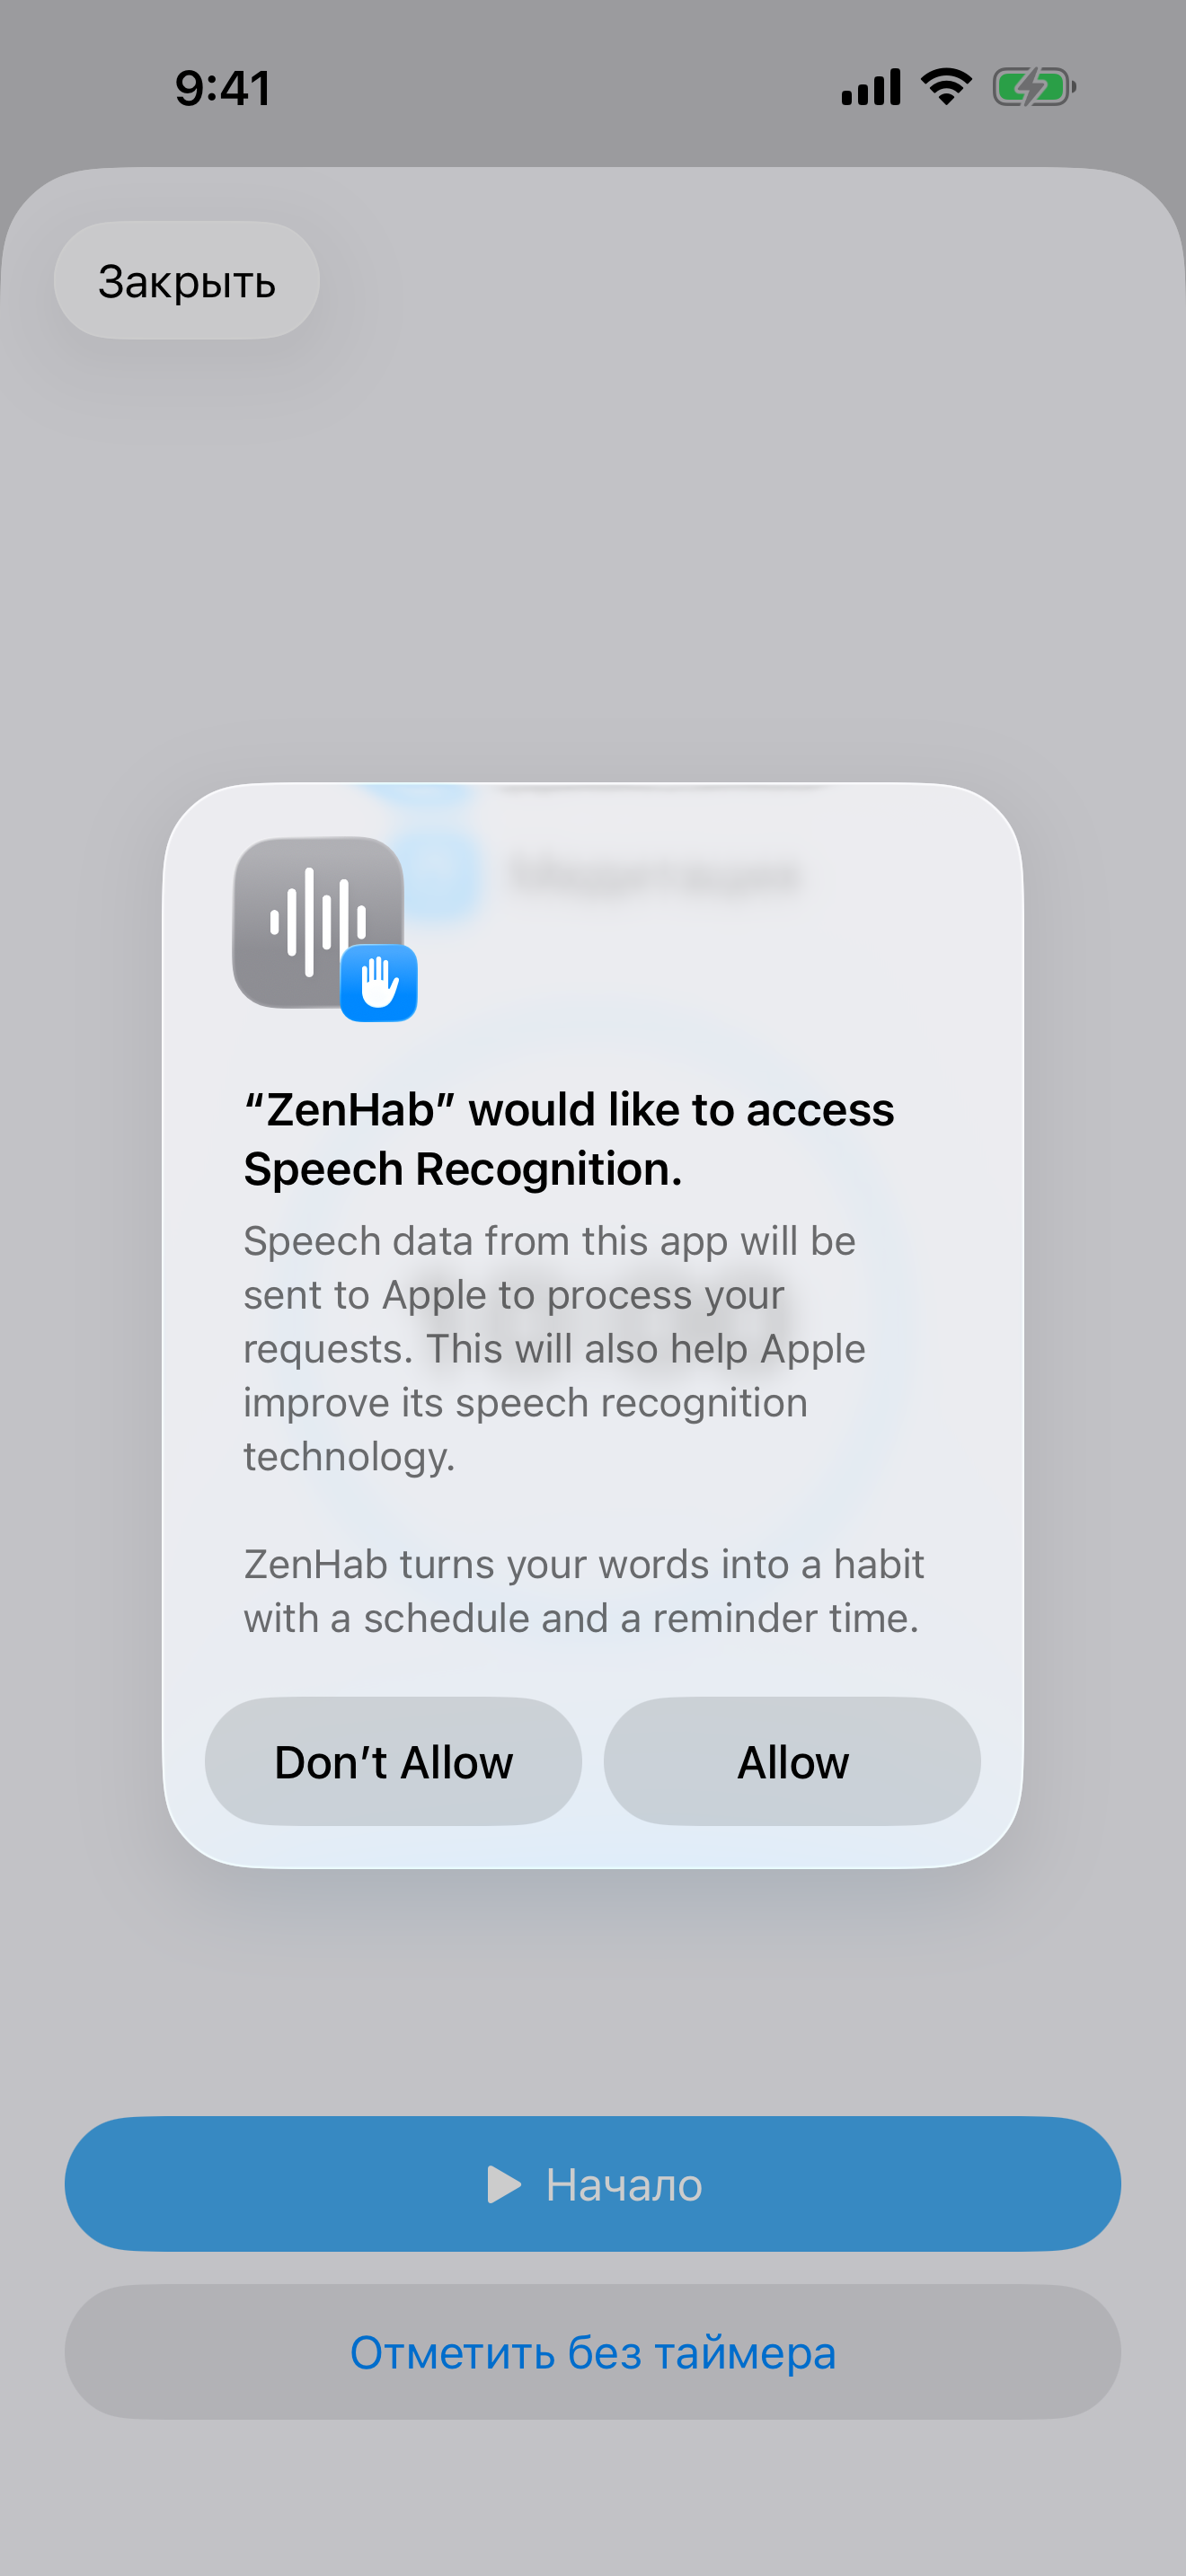 9:41
Закрыть
“ZenHab” would like to access
Speech Recognition.
Speech data from this app will be
sent to Apple to process your
requests. This will also help Apple
improve its speech recognition
technology.
ZenHab turns your words into a habit
with a schedule and a reminder time.
Don’t Allow
Allow
Начало
Отметить без таймера